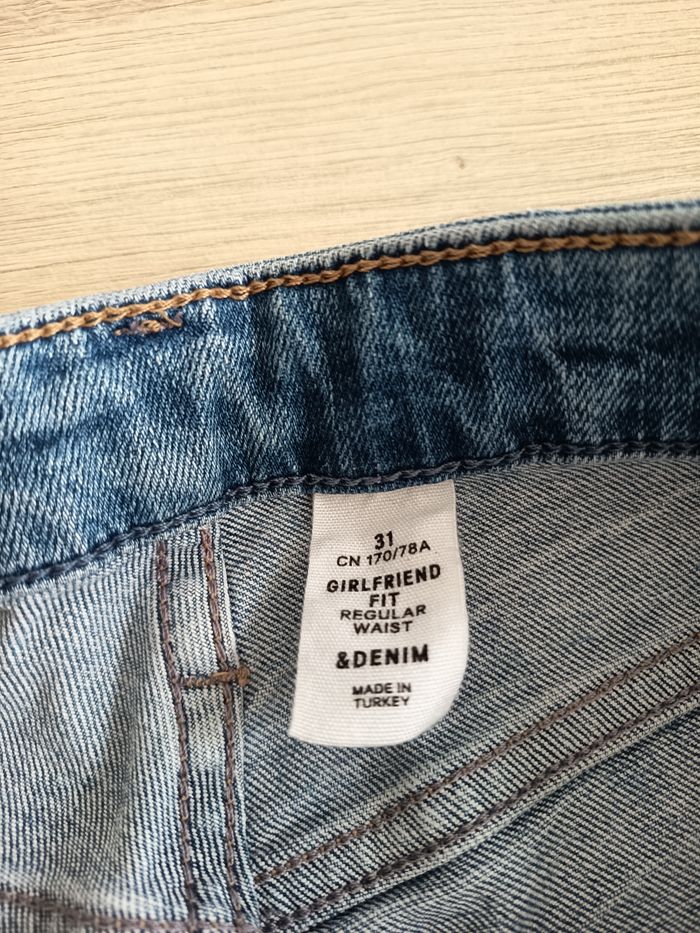 31
CN 170/78A
GIRLFRIEND
FIT
REGULAR
WAIST
&DENIM
MADE IN
TURKEY